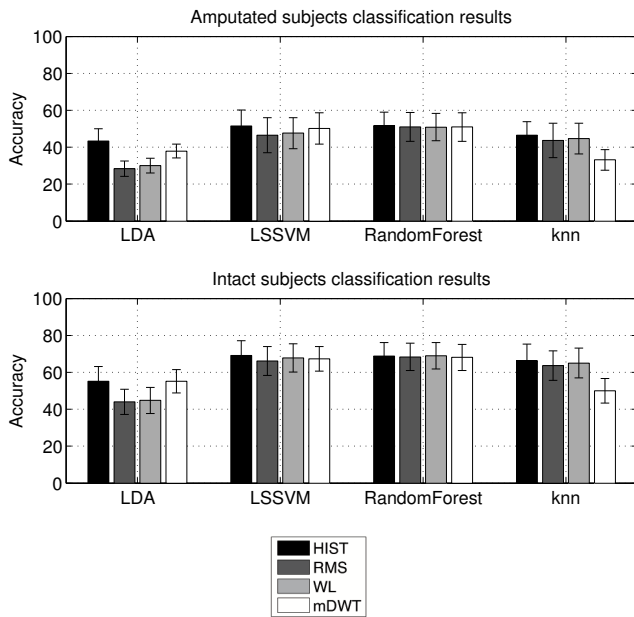 Amputated subjects classification results
100
80
60
40
20
0
Accuracy
LDA LSSVM RandomForest knn
Intact subjects classification results
100
80
60
40
20
0
Accuracy
LDA LSSVM RandomForest knn
HIST
RMS
WL
mDWT